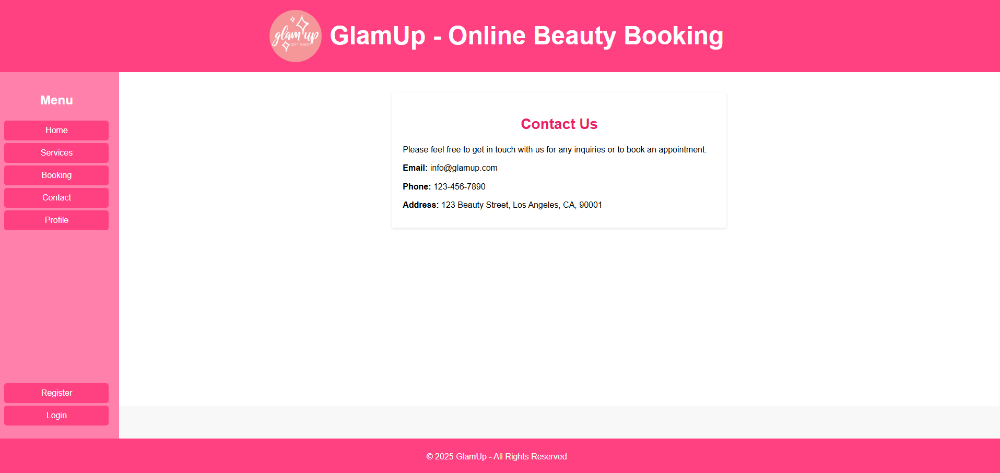 glam up
GIFT SHOP
GlamUp - Online Beauty Booking
Menu
Home
Services
Booking
Contact
Profile
Register
Login
Contact Us
Please feel free to get in touch with us for any inquiries or to book an appointment.
Email: info@glamup.com
Phone: 123-456-7890
Address: 123 Beauty Street, Los Angeles, CA, 90001
© 2025 GlamUp - All Rights Reserved